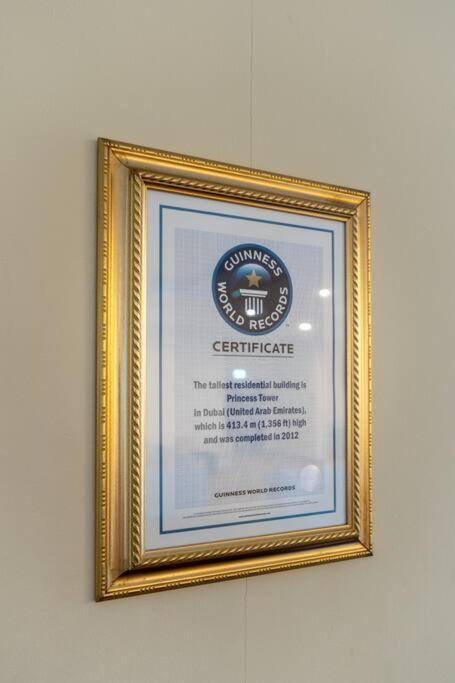 GUINNESS
WORLD RECORDS
CERTIFICATE
The tallest residential building is
Princess Tower
in Dubai (United Arab Emirates),
which is 413.4 m (1,356 ft) high
and was completed in 2012
GUINNESS WORLD RECORDS